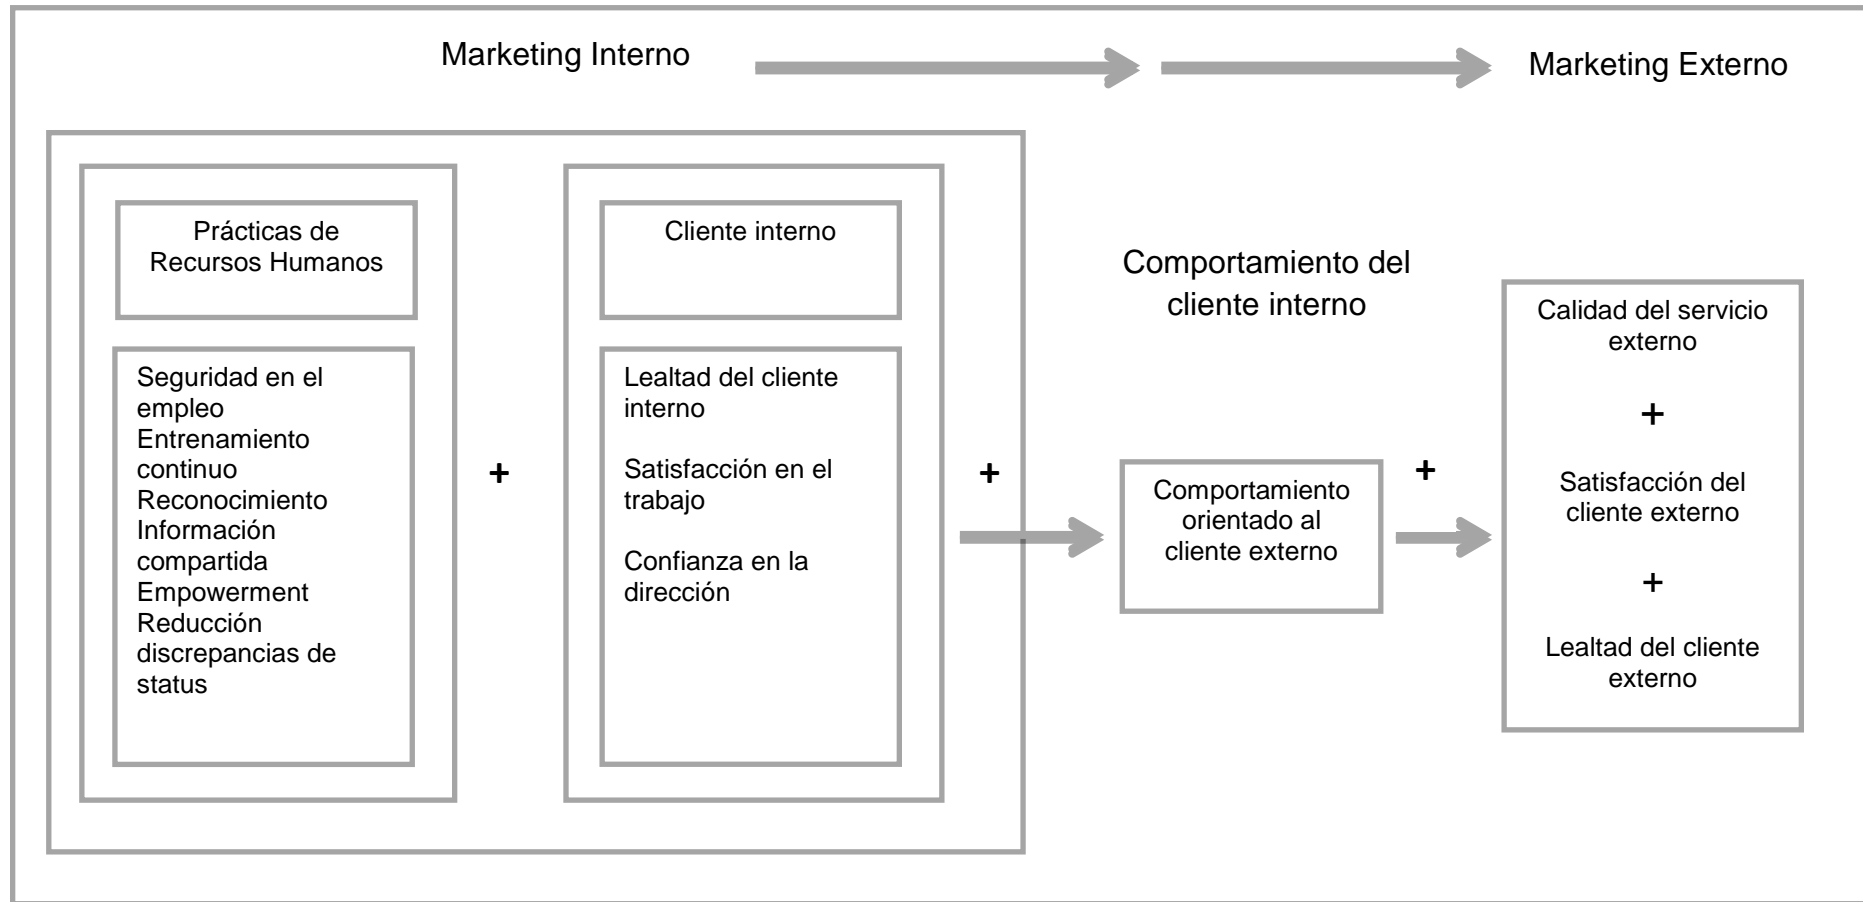 Marketing Interno
Marketing Externo
Prácticas de
Recursos Humanos
Seguridad en el
empleo
Entrenamiento
continuo
Reconocimiento
Información
compartida
Empowerment
Reducción
discrepancias de
status
+
Cliente interno
Lealtad del cliente
interno
Satisfacción en el
trabajo
Confianza en la
dirección
+
Comportamiento del
cliente interno
Comportamiento
orientado al
cliente externo
+
Calidad del servicio
externo
+
Satisfacción del
cliente externo
+
Lealtad del cliente
externo